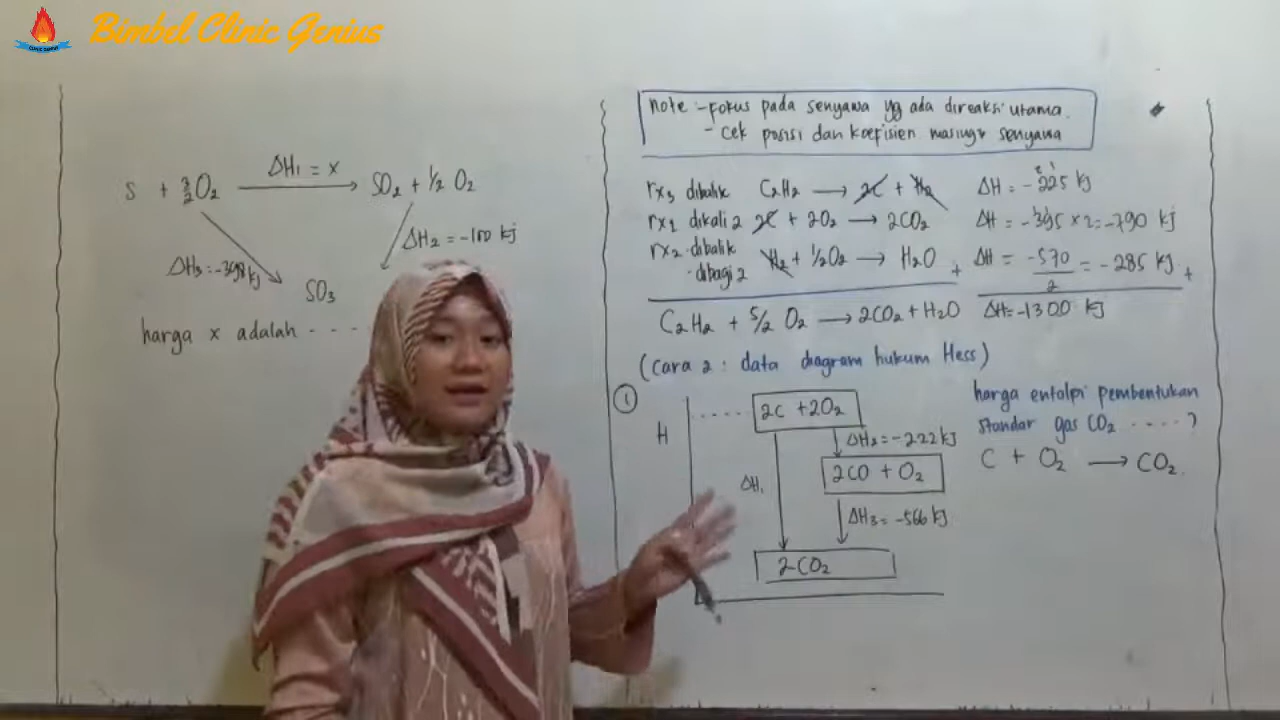 Bimbel Clinic Genius
S + 3/2 O₂ → SO₂ + 1/2 O₂
ΔH₁ = x
ΔH₂ = -100 kj
ΔH₃ = -398 kj
SO₃
harga x adalah - - -
note : - Fokus pada senyawa yg ada direaksi utama.
- cek posisi dan koefisien masing² senyawa
rx₃ dibalik C₂H₂ → 2C + H₂ ΔH = -225 kJ
rx₁ dikali 2 2C + 2O₂ → 2CO₂ ΔH = -395 x 2 = -790 kj
rx₂ dibalik
- dibagi 2 H₂ + 1/2 O₂ → H₂O + ΔH = -570/2 = -285 kj +
C₂H₂ + 5/2 O₂ → 2CO₂ + H₂O ΔH = -1300 kj
(Cara 2 : data diagram hukum Hess)
① H
2C + 2O₂
ΔH₂ = -222 kj
2CO + O₂
ΔH₁
ΔH₃ = -566 kj
2CO₂
harga entalpi pembentukan
standar gas CO₂ . . . . . ?
C + O₂ → CO₂